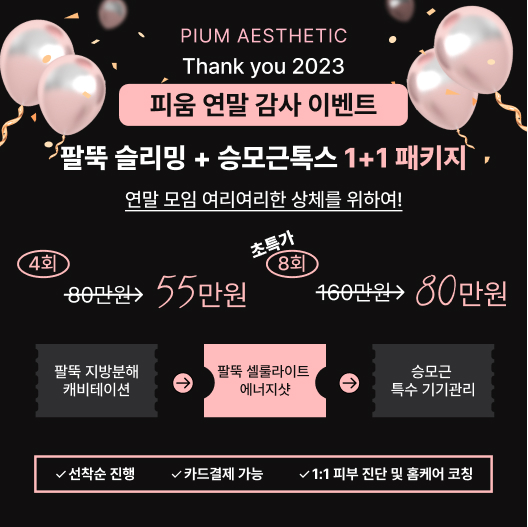 PIUM AESTHETIC
Thank you 2023
피움 연말 감사 이벤트
팔뚝 슬리밍 + 승모근톡스 1+1 패키지
연말 모임 여리여리한 상체를 위하여!
초특가
4회
80만원→ 55만원
8회
160만원→ 80만원
팔뚝 지방분해
캐비테이션
→
팔뚝 셀룰라이트
에너지샷
→
승모근
특수 기기관리
✓선착순 진행 ✓카드결제 가능 ✓1:1 피부 진단 및 홈케어 코칭